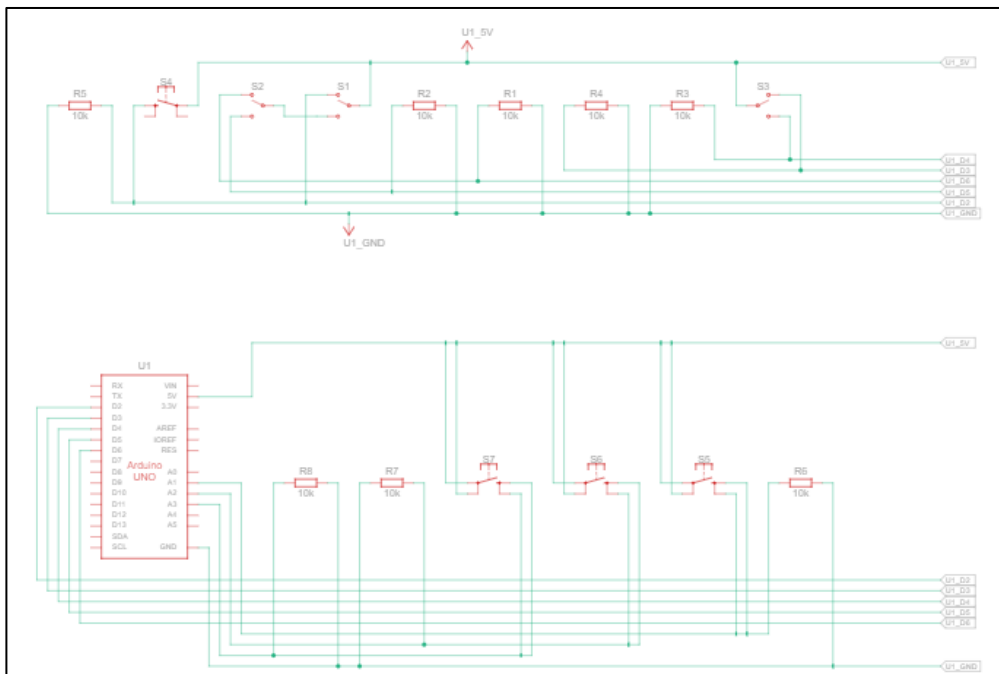 U1_5V
U1_5V
R5 S4 S2 S1 R2 R1 R4 R3 S3
10k 10k 10k 10k 10k
U1_D4
U1_D3
U1_D6
U1_D5
U1_D2
U1_GND
U1_GND
U1_5V
U1
RX VIN
TX 5V
D2 3.3V
D3
D4 AREF
D5 IOREF
D6 RES
D7
D8 A0
D9 A1
D10 A2
D11 A3
D12 A4
D13 A5
SDA
SCL GND
Arduino
UNO
R8 R7 S7 S6 S5 R6
10k 10k 10k
U1_D2
U1_D3
U1_D4
U1_D5
U1_D6
U1_GND